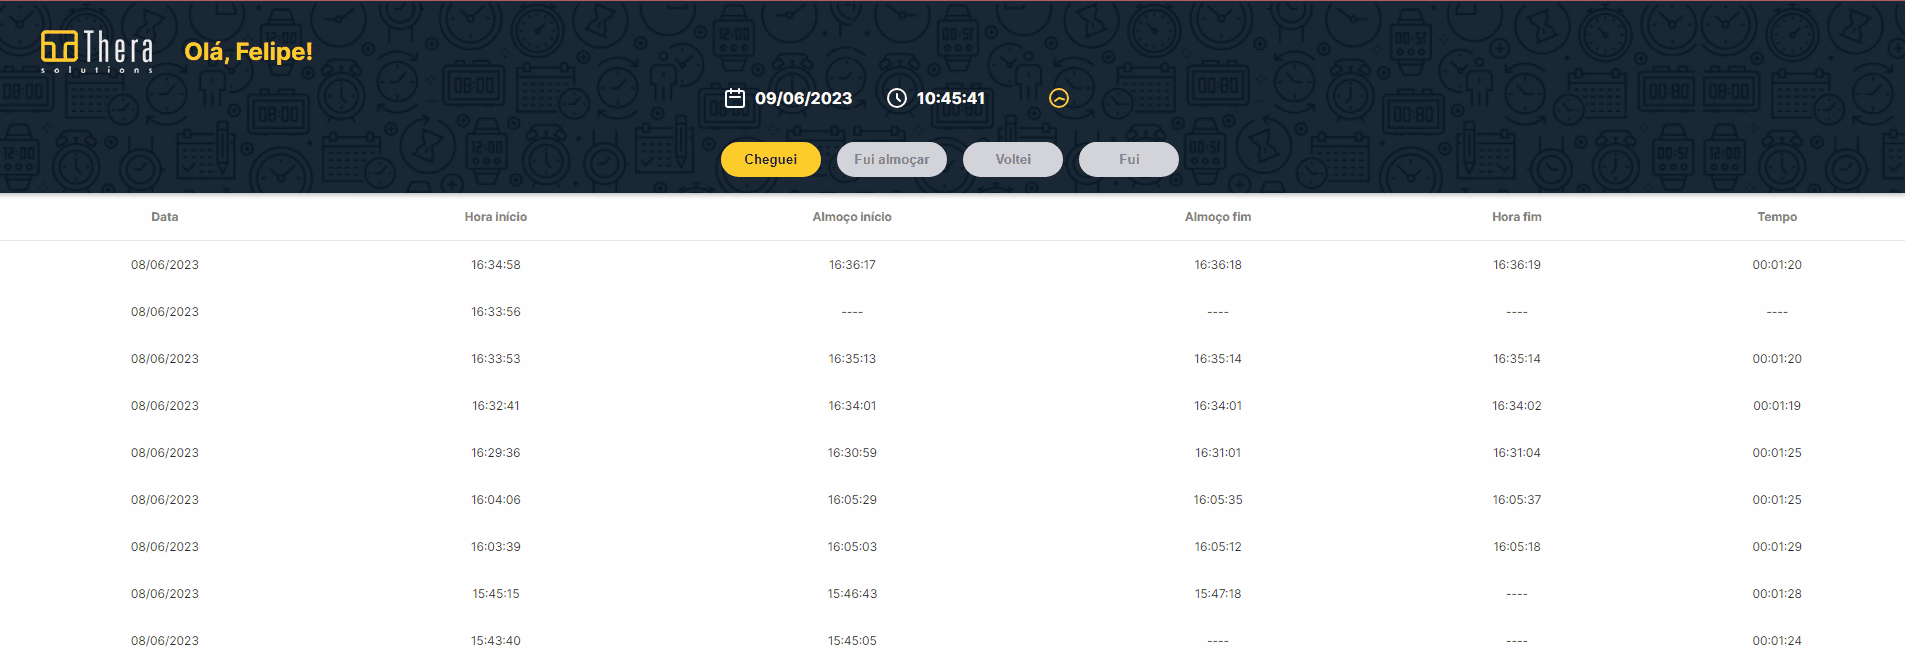 Thera
solutions
Olá, Felipe!
09/06/2023 10:45:41
Cheguei Fui almoçar Voltei Fui
Data Hora início Almoço início Almoço fim Hora fim Tempo
08/06/2023 16:34:58 16:36:17 16:36:18 16:36:19 00:01:20
08/06/2023 16:33:56 ---- ---- ---- ----
08/06/2023 16:33:53 16:35:13 16:35:14 16:35:14 00:01:20
08/06/2023 16:32:41 16:34:01 16:34:01 16:34:02 00:01:19
08/06/2023 16:29:36 16:30:59 16:31:01 16:31:04 00:01:25
08/06/2023 16:04:06 16:05:29 16:05:35 16:05:37 00:01:25
08/06/2023 16:03:39 16:05:03 16:05:12 16:05:18 00:01:29
08/06/2023 15:45:15 15:46:43 15:47:18 ---- 00:01:28
08/06/2023 15:43:40 15:45:05 ---- ---- 00:01:24